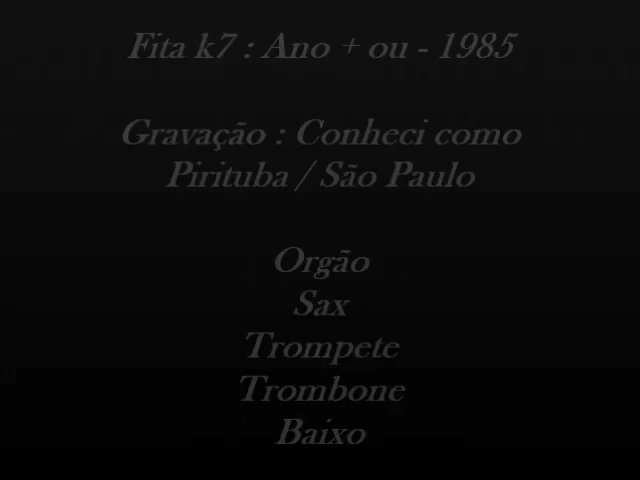 Fita k7 : Ano + ou - 1985
Gravação : Conheci como
Pirituba / São Paulo
Orgão
Sax
Trompete
Trombone
Baixo